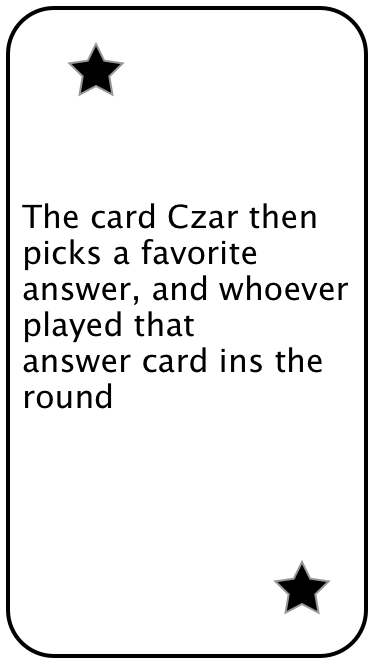 The card Czar then
picks a favorite
answer, and whoever
played that
answer card ins the
round